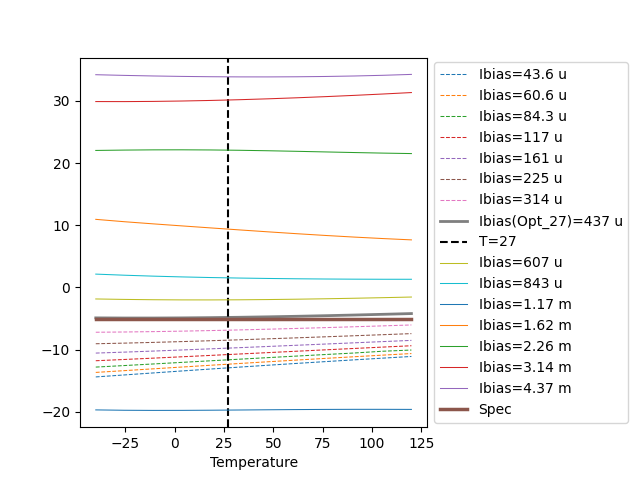 30
20
10
0
−10
−20
−25
0
25
50
75
100
125
Temperature
Ibias=43.6 u
Ibias=60.6 u
Ibias=84.3 u
Ibias=117 u
Ibias=161 u
Ibias=225 u
Ibias=314 u
Ibias(Opt_27)=437 u
T=27
Ibias=607 u
Ibias=843 u
Ibias=1.17 m
Ibias=1.62 m
Ibias=2.26 m
Ibias=3.14 m
Ibias=4.37 m
Spec